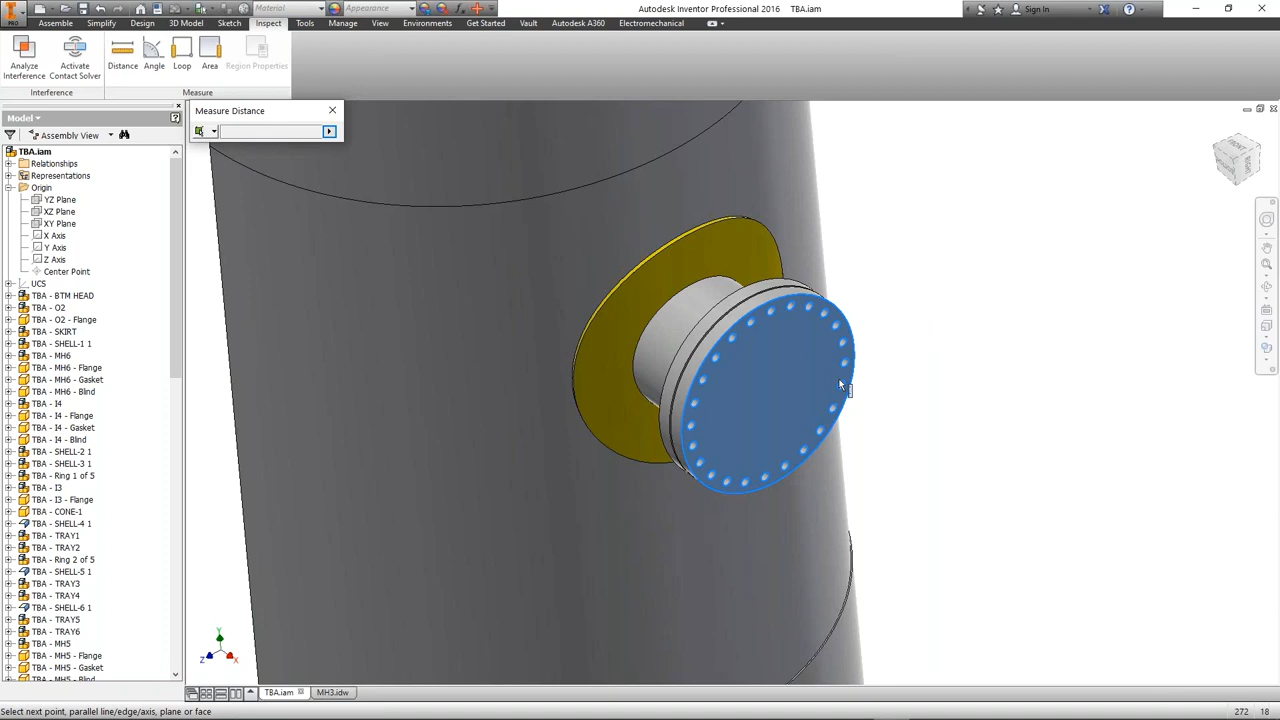 PRO
Material
Appearance
Autodesk Inventor Professional 2016 TBA.iam
Sign In
Assemble Simplify Design 3D Model Sketch Inspect Tools Manage View Environments Get Started Vault Autodesk A360 Electromechanical
Analyze Interference
Activate Contact Solver
Distance Angle Loop Area Region Properties
Interference Measure
Model
Measure Distance
Assembly View
TBA.iam
Relationships
Representations
Origin
YZ Plane
XZ Plane
XY Plane
X Axis
Y Axis
Z Axis
Center Point
UCS
TBA - BTM HEAD
TBA - O2
TBA - O2 - Flange
TBA - SKIRT
TBA - SHELL-1 1
TBA - MH6
TBA - MH6 - Flange
TBA - MH6 - Gasket
TBA - MH6 - Blind
TBA - I4
TBA - I4 - Flange
TBA - I4 - Gasket
TBA - I4 - Blind
TBA - SHELL-2 1
TBA - SHELL-3 1
TBA - Ring 1 of 5
TBA - I3
TBA - I3 - Flange
TBA - CONE-1
TBA - SHELL-4 1
TBA - TRAY1
TBA - TRAY2
TBA - Ring 2 of 5
TBA - SHELL-5 1
TBA - TRAY3
TBA - TRAY4
TBA - SHELL-6 1
TBA - TRAY5
TBA - TRAY6
TBA - MH5
TBA - MH5 - Flange
TBA - MH5 - Gasket
TBA - MH5 - Blind
Y
Z
X
TBA.iam MH3.idw
Select next point, parallel line/edge/axis, plane or face 272 18